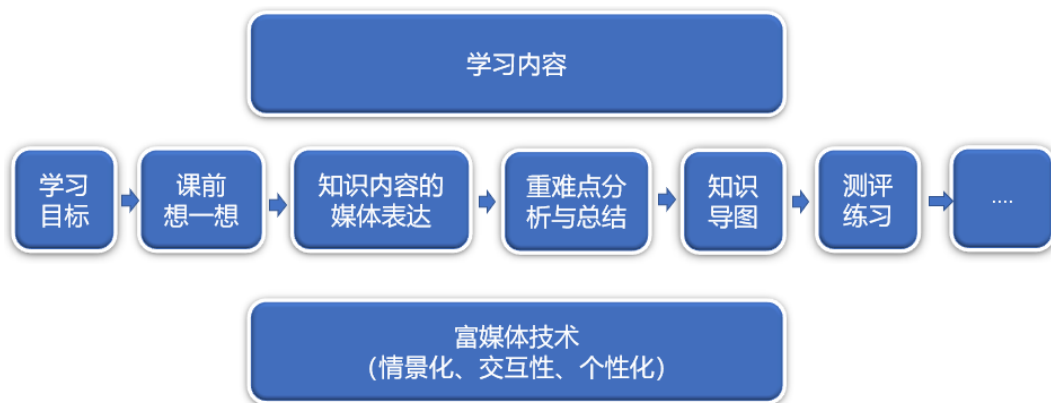 学习内容
学习
目标
课前
想一想
知识内容的
媒体表达
重难点分
析与总结
知识
导图
测评
练习
....
富媒体技术
（情景化、交互性、个性化）